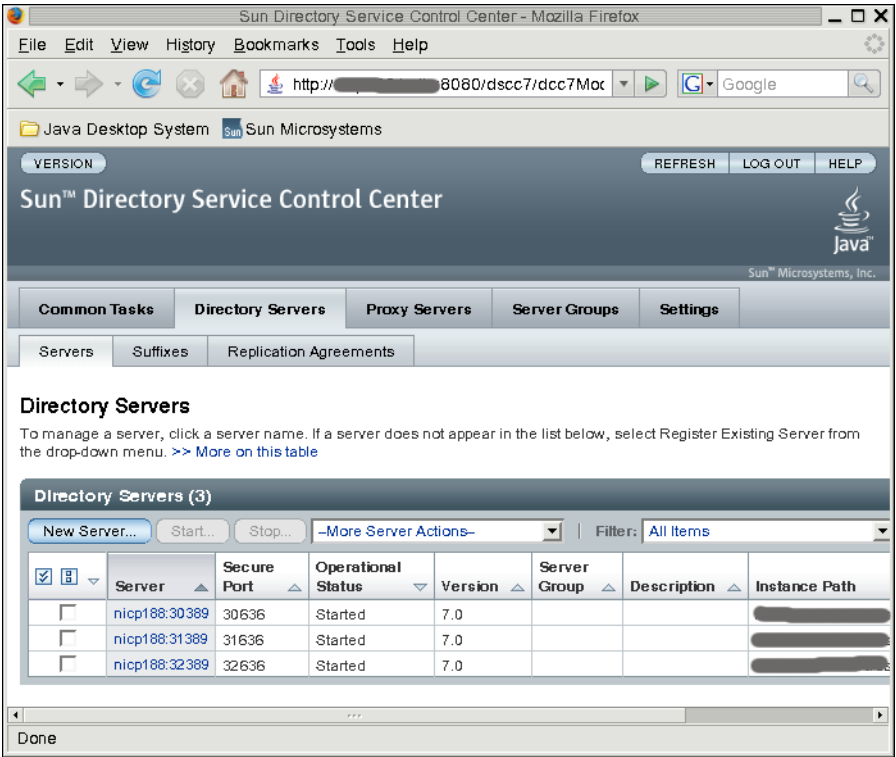 Sun Directory Service Control Center - Mozilla Firefox
File Edit View History Bookmarks Tools Help
http:// 8080/dscc7/dcc7Moc G Google
Java Desktop System Sun Sun Microsystems
VERSION REFRESH LOG OUT HELP
Sun™ Directory Service Control Center
Java™
Sun™ Microsystems, Inc.
Common Tasks Directory Servers Proxy Servers Server Groups Settings
Servers Suffixes Replication Agreements
Directory Servers
To manage a server, click a server name. If a server does not appear in the list below, select Register Existing Server from
the drop-down menu. >> More on this table
Directory Servers (3)
New Server... Start... Stop... –More Server Actions– | Filter: All Items
Server Secure Port Operational Status Version Server Group Description Instance Path
nicp188:30389 30636 Started 7.0
nicp188:31389 31636 Started 7.0
nicp188:32389 32636 Started 7.0
Done